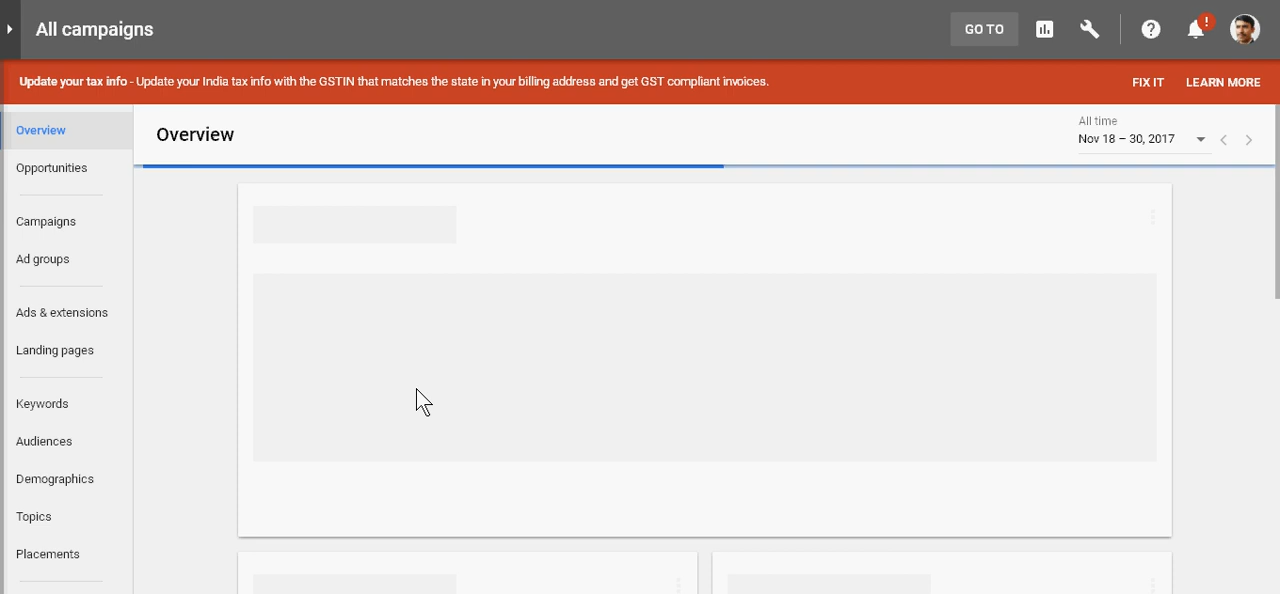 All campaigns
GO TO
!
Update your tax info - Update your India tax info with the GSTIN that matches the state in your billing address and get GST compliant invoices.
FIX IT
LEARN MORE
Overview
Opportunities
Campaigns
Ad groups
Ads & extensions
Landing pages
Keywords
Audiences
Demographics
Topics
Placements
Overview
All time
Nov 18 – 30, 2017